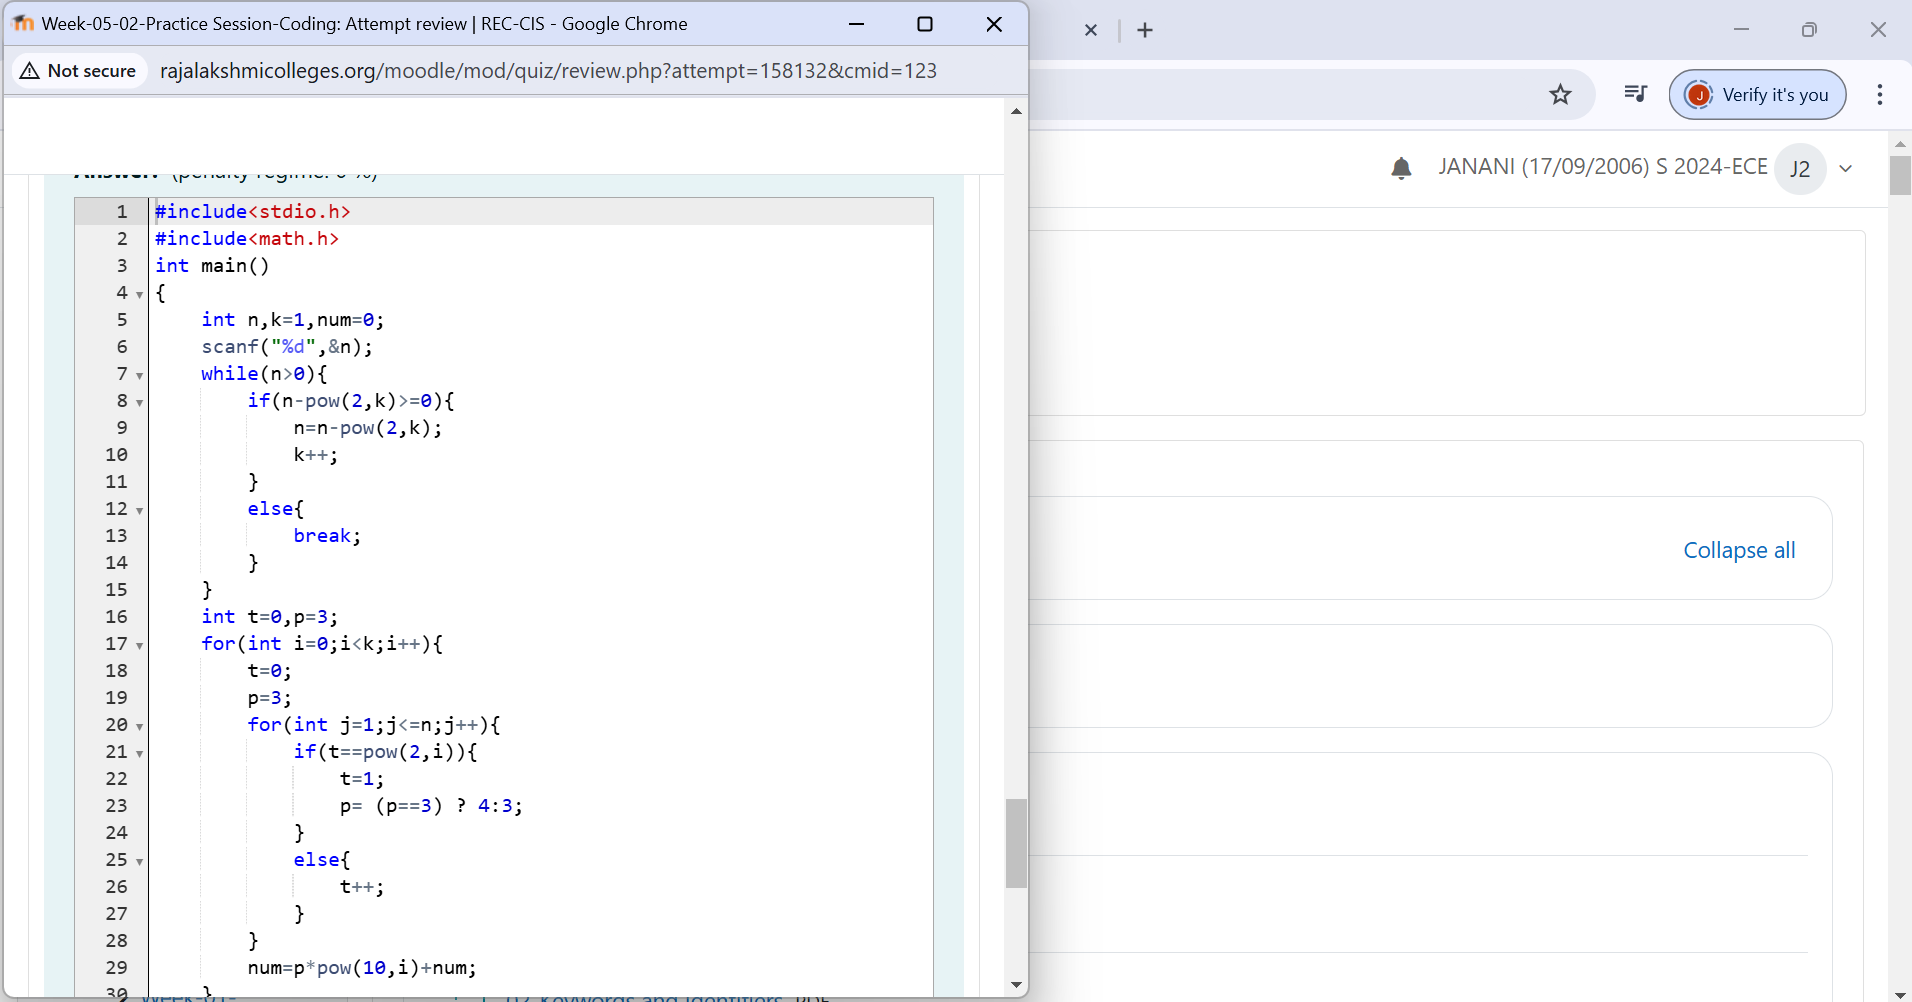 Week-05-02-Practice Session-Coding: Attempt review | REC-CIS - Google Chrome
Not secure
rajalakshmicolleges.org/moodle/mod/quiz/review.php?attempt=158132&cmid=123
Verify it's you
JANANI (17/09/2006) S 2024-ECE J2
Answer: (penalty regime: 0 %)
1 #include<stdio.h>
2 #include<math.h>
3 int main()
4 {
5 int n,k=1,num=0;
6 scanf("%d",&n);
7 while(n>0){
8 if(n-pow(2,k)>=0){
9 n=n-pow(2,k);
10 k++;
11 }
12 else{
13 break;
14 }
15 }
16 int t=0,p=3;
17 for(int i=0;i<k;i++){
18 t=0;
19 p=3;
20 for(int j=1;j<=n;j++){
21 if(t==pow(2,i)){
22 t=1;
23 p= (p==3) ? 4:3;
24 }
25 else{
26 t++;
27 }
28 }
29 num=p*pow(10,i)+num;
30 }
Collapse all